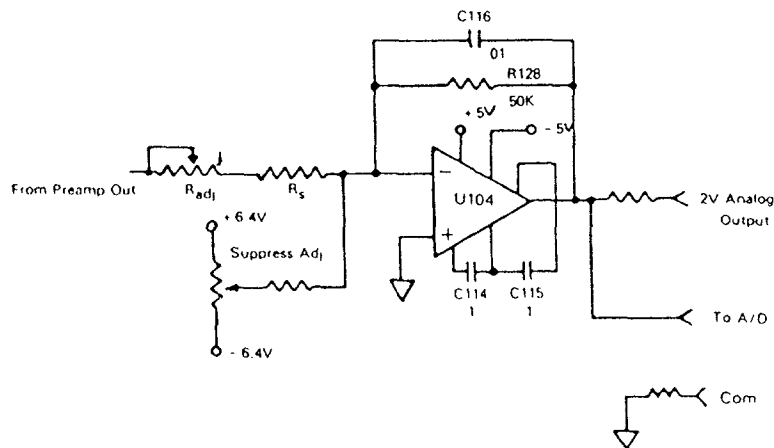 C116
01
R128
50K
+ 5V
- 5V
From Preamp Out
Radj
Rs
-
U104
+
2V Analog
Output
+ 6.4V
Suppress Adj
C114
1
C115
1
To A/D
- 6.4V
Com